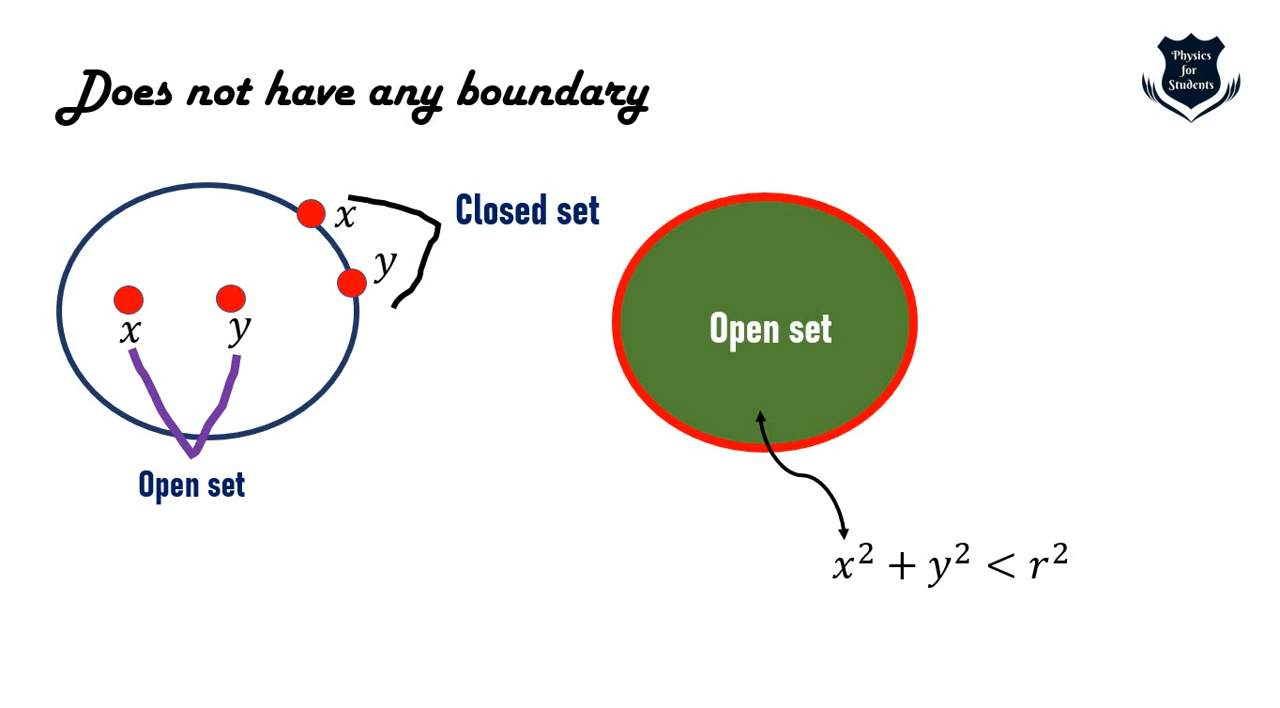 Does not have any boundary
Physics
for
Students
x
Closed set
y
x
y
Open set
Open set
x² + y² < r²